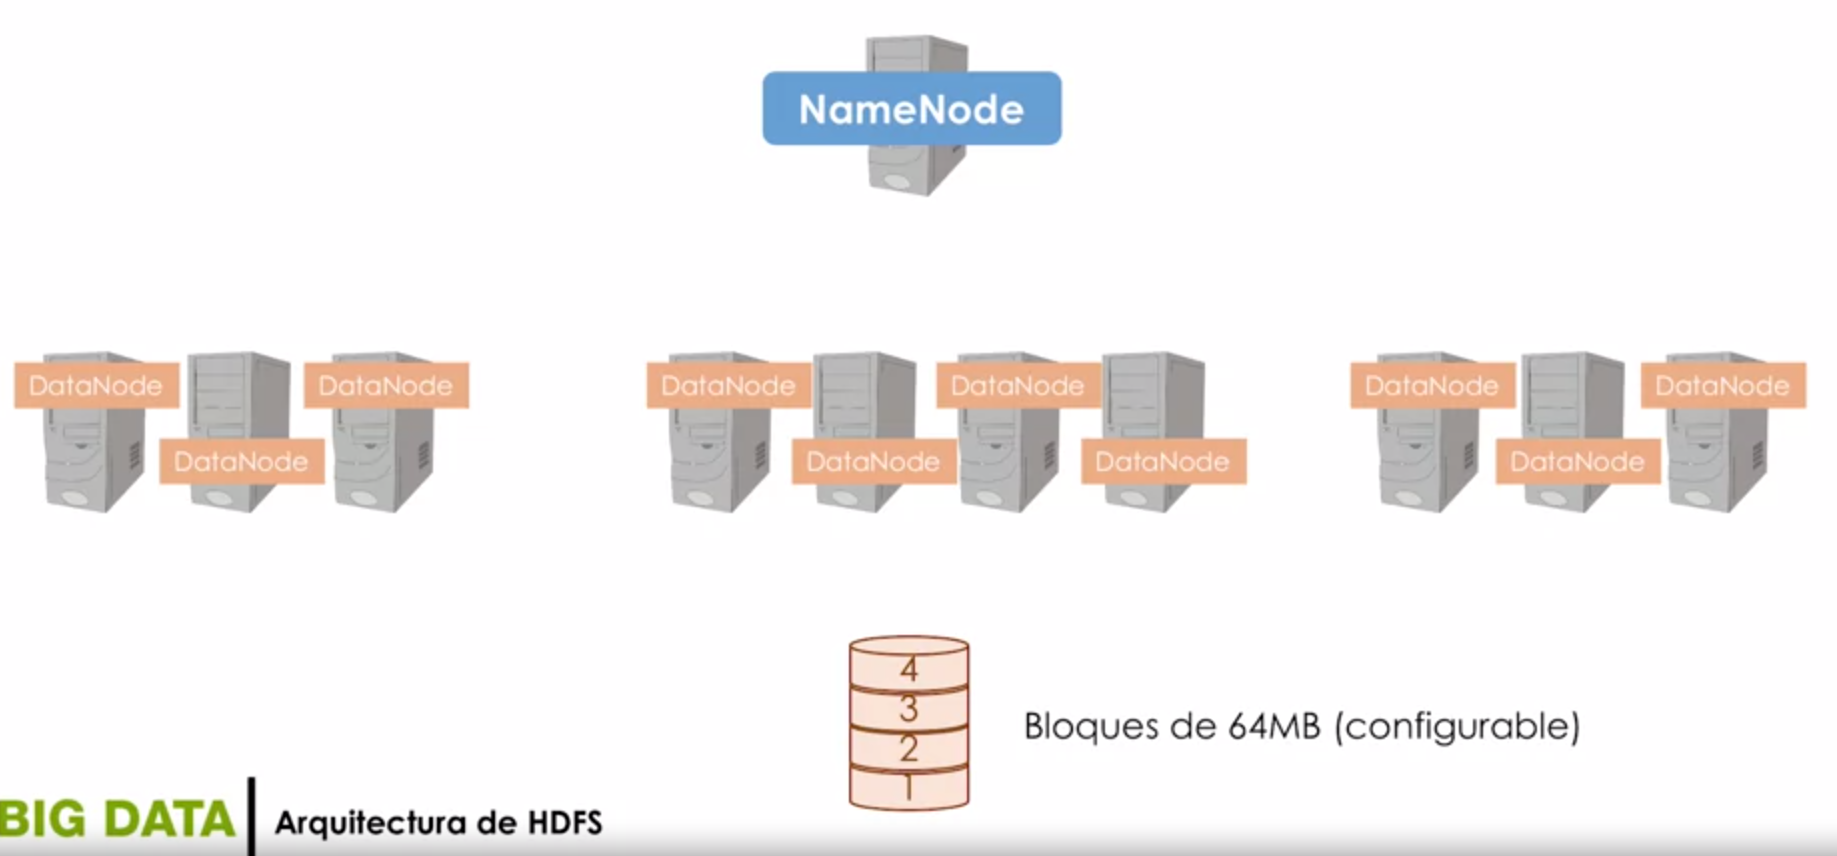 NameNode
DataNode
DataNode
DataNode
DataNode
DataNode
DataNode
DataNode
DataNode
DataNode
DataNode
4
3
2
1
Bloques de 64MB (configurable)
BIG DATA
Arquitectura de HDFS